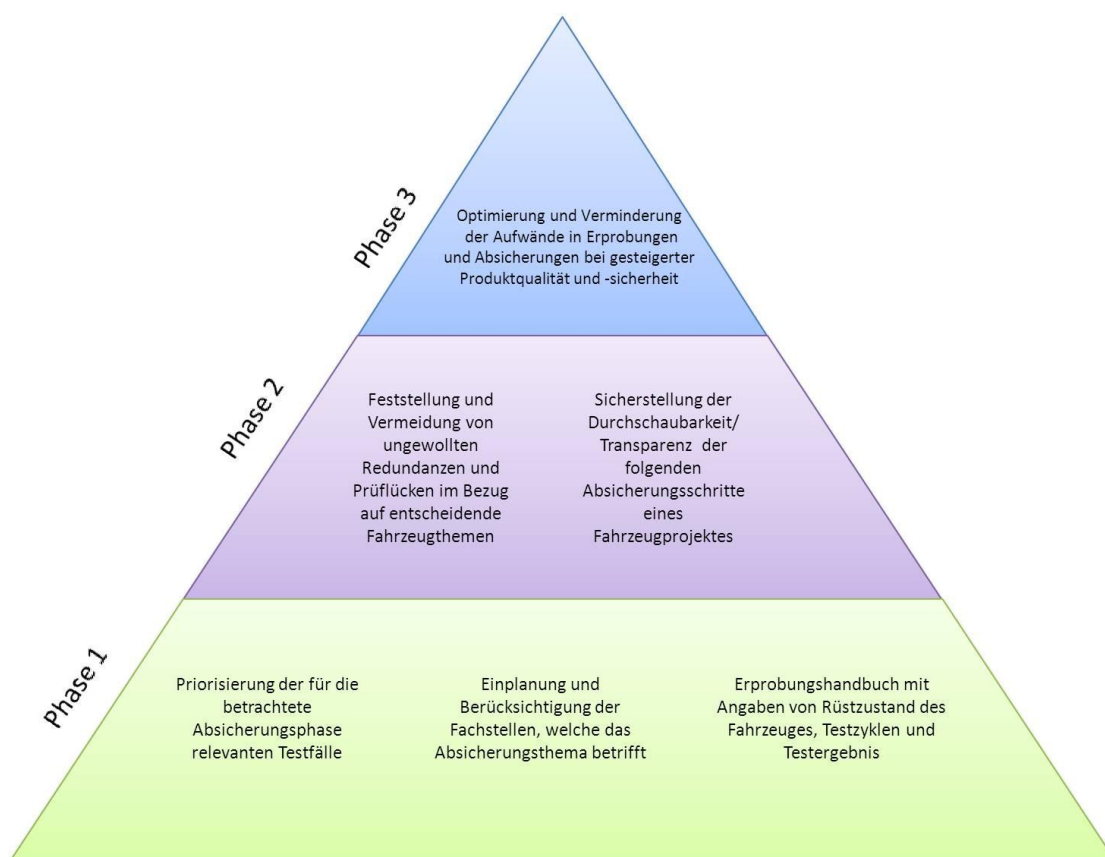 Phase 3
Optimierung und Verminderung
der Aufwände in Erprobungen
und Absicherungen bei gesteigerter
Produktqualität und -sicherheit
Phase 2
Feststellung und
Vermeidung von
ungewollten
Redundanzen und
Prüflücken im Bezug
auf entscheidende
Fahrzeugthemen
Sicherstellung der
Durchschaubarkeit/
Transparenz der
folgenden
Absicherungsschritte
eines
Fahrzeugprojektes
Phase 1
Priorisierung der für die
betrachtete
Absicherungsphase
relevanten Testfälle
Einplanung und
Berücksichtigung der
Fachstellen, welche das
Absicherungsthema betrifft
Erprobungshandbuch mit
Angaben von Rüstzustand des
Fahrzeuges, Testzyklen und
Testergebnis